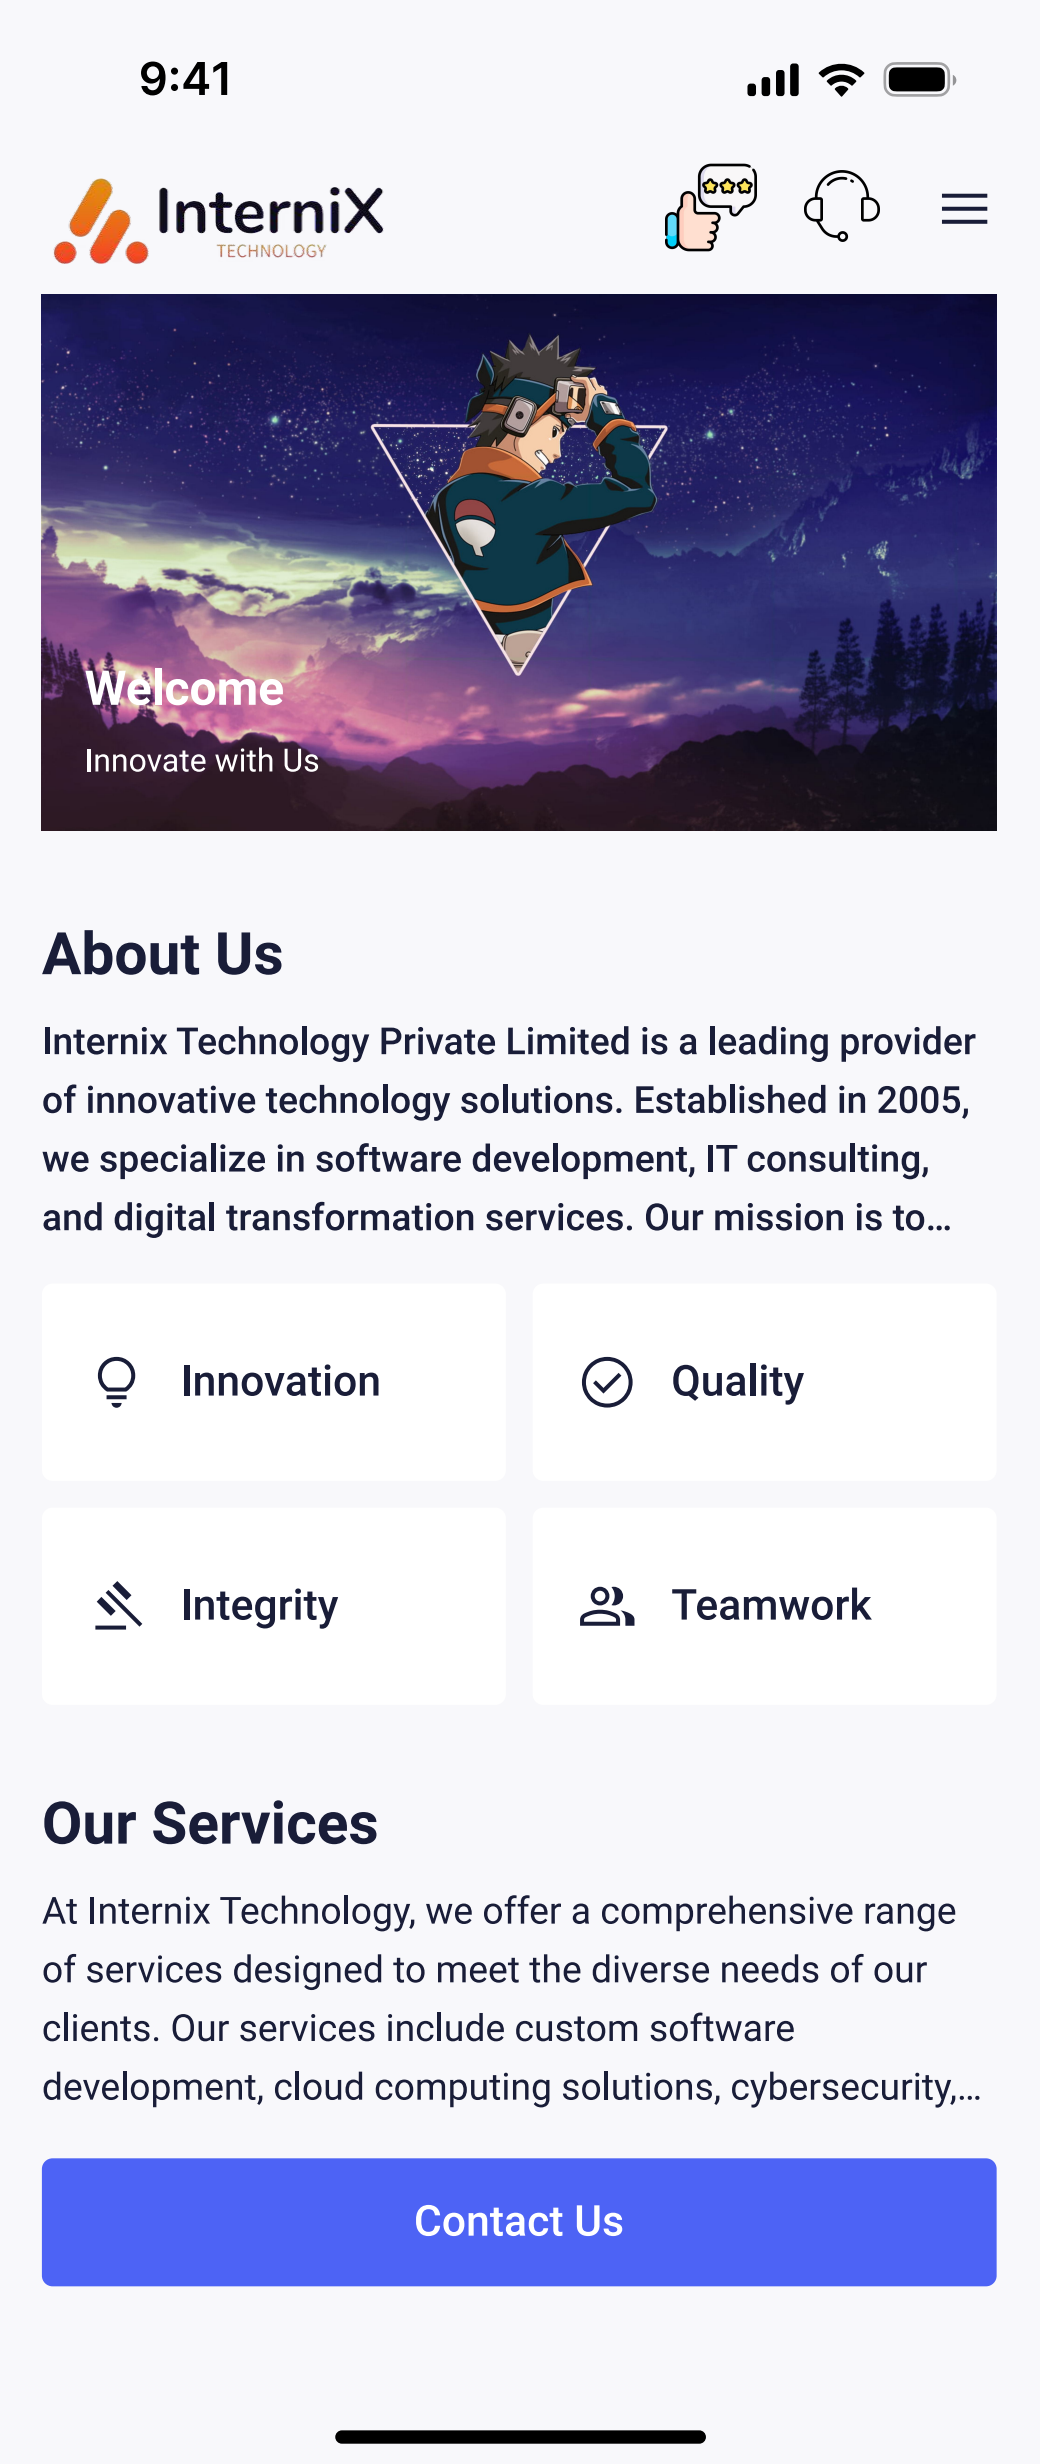 9:41
InterniX
TECHNOLOGY
Welcome
Innovate with Us
About Us
Internix Technology Private Limited is a leading provider
of innovative technology solutions. Established in 2005,
we specialize in software development, IT consulting,
and digital transformation services. Our mission is to...
Innovation
Quality
Integrity
Teamwork
Our Services
At Internix Technology, we offer a comprehensive range
of services designed to meet the diverse needs of our
clients. Our services include custom software
development, cloud computing solutions, cybersecurity,...
Contact Us